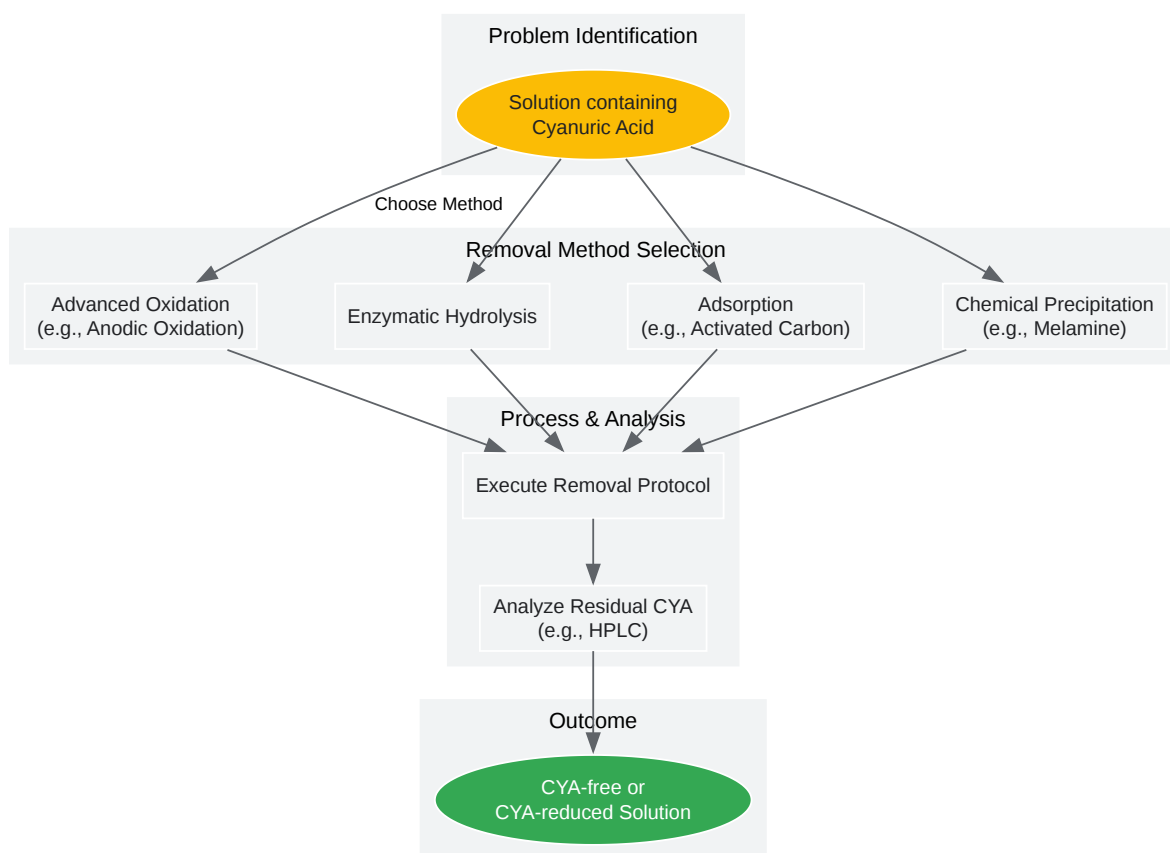 Problem Identification
Solution containing
Cyanuric Acid
Choose Method
Removal Method Selection
Advanced Oxidation
(e.g., Anodic Oxidation)
Enzymatic Hydrolysis
Adsorption
(e.g., Activated Carbon)
Chemical Precipitation
(e.g., Melamine)
Process & Analysis
Execute Removal Protocol
Analyze Residual CYA
(e.g., HPLC)
Outcome
CYA-free or
CYA-reduced Solution